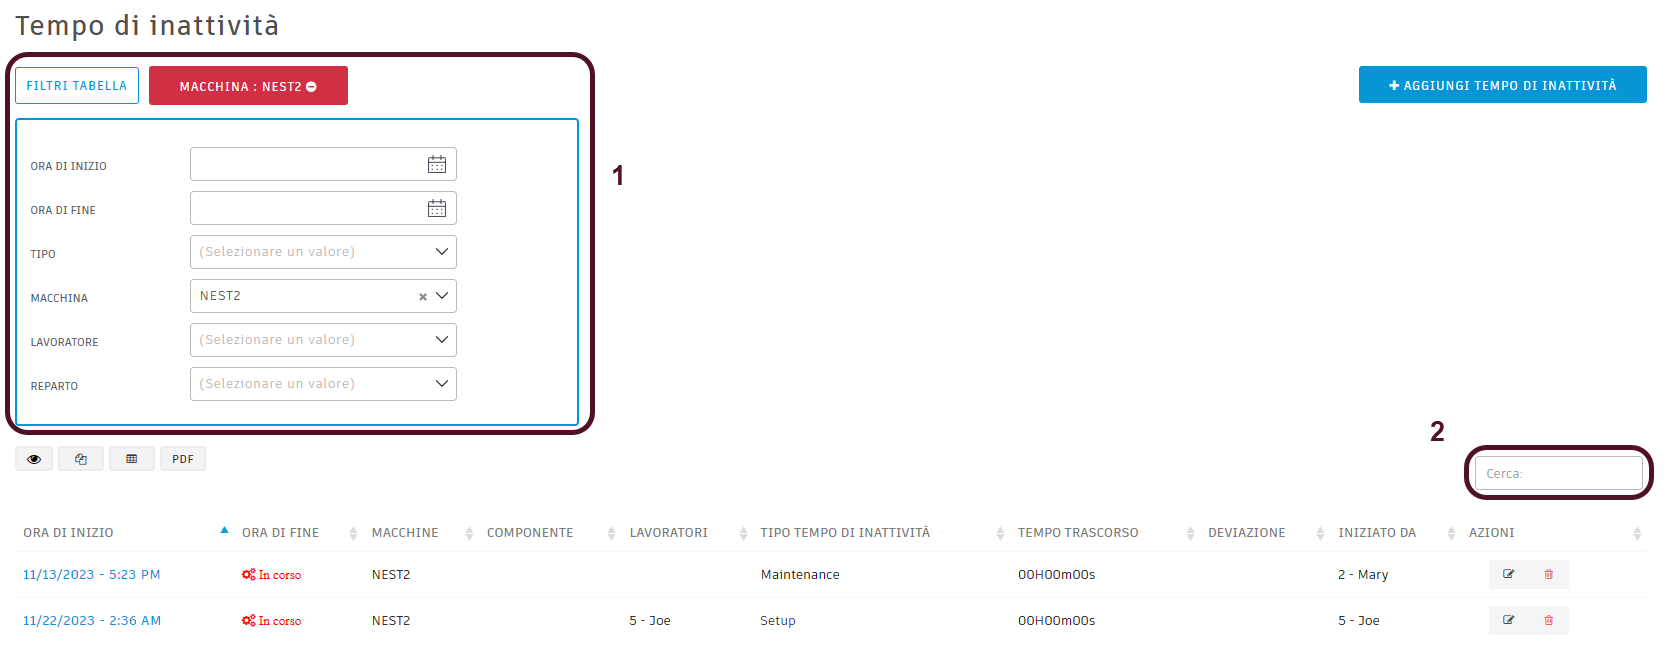 Tempo di inattività
FILTRI TABELLA
MACCHINA : NEST2
AGGIUNGI TEMPO DI INATTIVITÀ
ORA DI INIZIO
ORA DI FINE
TIPO
(Selezionare un valore)
MACCHINA
NEST2
LAVORATORE
(Selezionare un valore)
REPARTO
(Selezionare un valore)
1
2
PDF
Cerca:
ORA DI INIZIO ORA DI FINE MACCHINE COMPONENTE LAVORATORI TIPO TEMPO DI INATTIVITÀ TEMPO TRASCORSO DEVIAZIONE INIZIATO DA AZIONI
11/13/2023 - 5:23 PM In corso NEST2 Maintenance 00H00m00s 2 - Mary
11/22/2023 - 2:36 AM In corso NEST2 5 - Joe Setup 00H00m00s 5 - Joe